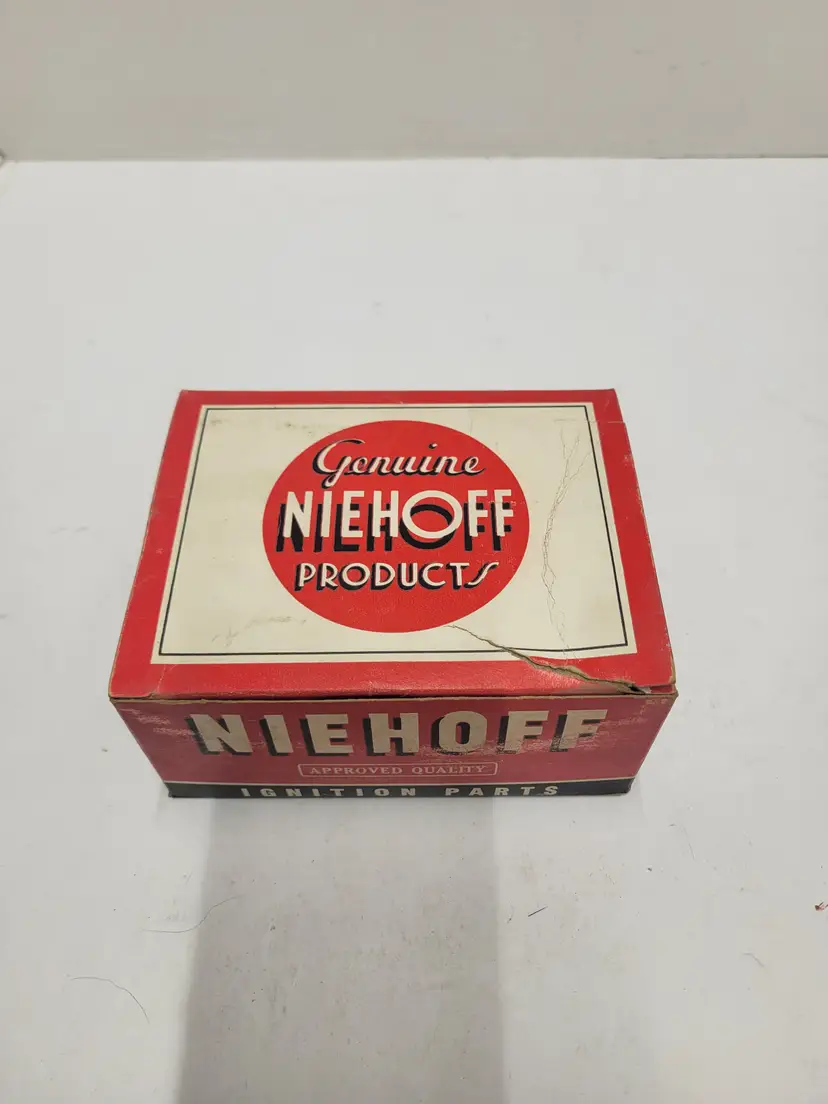 Genuine
NIEHOFF
PRODUCTS
NIEHOFF
APPROVED QUALITY
IGNITION PARTS